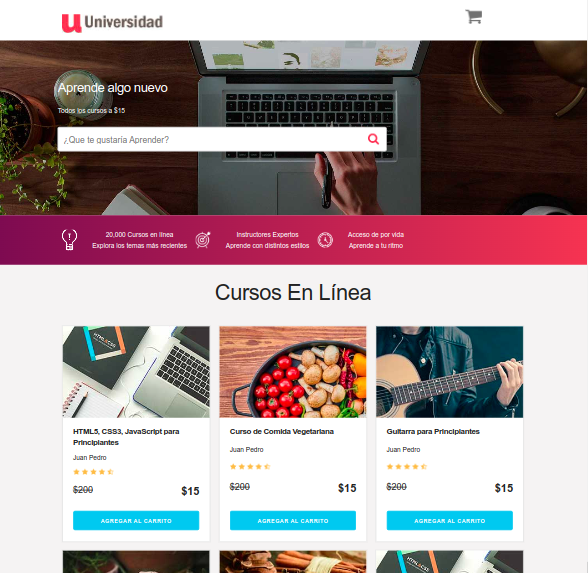 Universidad
Aprende algo nuevo
Todos los cursos a $15
¿Que te gustaría Aprender?
20,000 Cursos en línea
Explora los temas más recientes
Instructores Expertos
Aprende con distintos estilos
Acceso de por vida
Aprende a tu ritmo
Cursos En Línea
HTML/CSS
HTML5, CSS3, JavaScript para
Principiantes
Juan Pedro
$200
$15
AGREGAR AL CARRITO
Curso de Comida Vegetariana
Juan Pedro
$200
$15
AGREGAR AL CARRITO
Guitarra para Principiantes
Juan Pedro
$200
$15
AGREGAR AL CARRITO